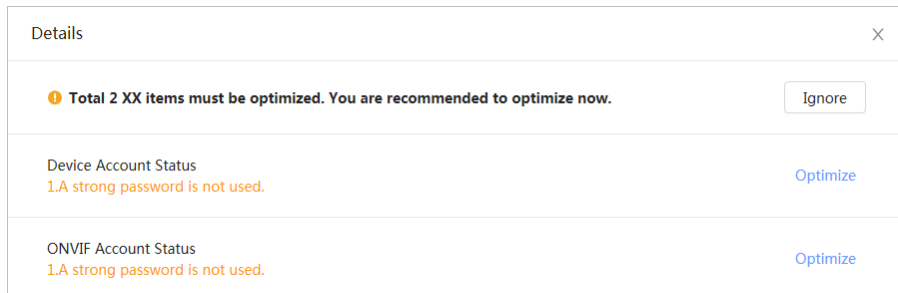 Details
Total 2 XX items must be optimized. You are recommended to optimize now.
Ignore
Device Account Status
1.A strong password is not used.
Optimize
ONVIF Account Status
1.A strong password is not used.
Optimize